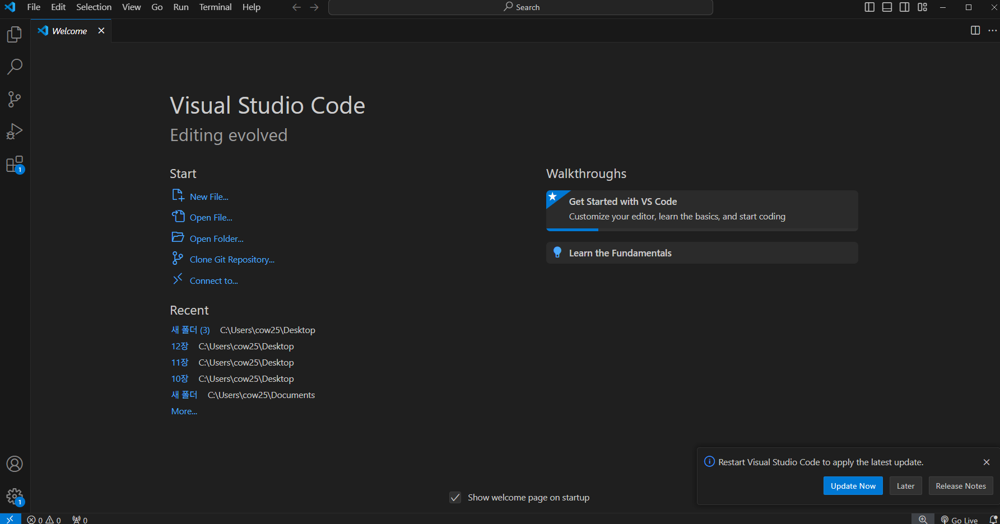 File Edit Selection View Go Run Terminal Help Search
Welcome
Visual Studio Code
Editing evolved
Start
New File...
Open File...
Open Folder...
Clone Git Repository...
Connect to...
Recent
새 폴더 (3) C:\Users\cow25\Desktop
12장 C:\Users\cow25\Desktop
11장 C:\Users\cow25\Desktop
10장 C:\Users\cow25\Desktop
새 폴더 C:\Users\cow25\Documents
More...
Walkthroughs
Get Started with VS Code
Customize your editor, learn the basics, and start coding
Learn the Fundamentals
1
1
Restart Visual Studio Code to apply the latest update.
Update Now Later Release Notes
Show welcome page on startup
0 0 0 Go Live